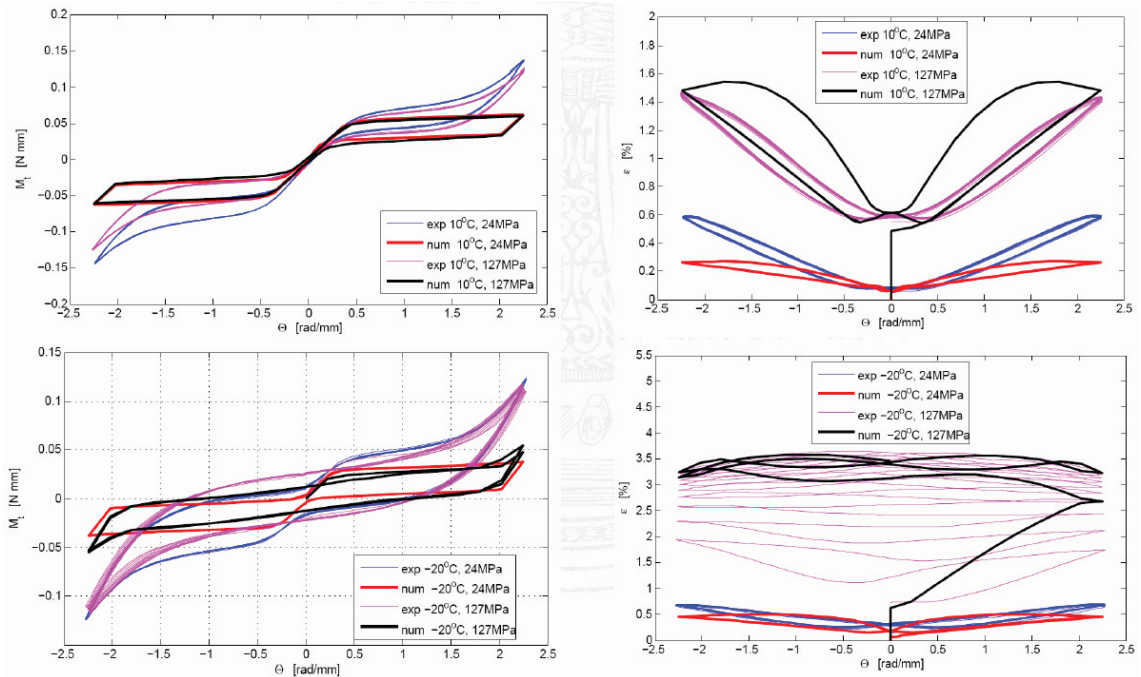 0.2
0.15
0.1
0.05
0
−0.05
−0.1
−0.15
−0.2
M_t [N mm]
−2.5 −2 −1.5 −1 −0.5 0 0.5 1 1.5 2 2.5
Θ [rad/mm]
exp 10°C, 24MPa
num 10°C, 24MPa
exp 10°C, 127MPa
num 10°C, 127MPa
2
1.8
1.6
1.4
1.2
1
0.8
0.6
0.4
0.2
0
ε [%]
−2.5 −2 −1.5 −1 −0.5 0 0.5 1 1.5 2 2.5
Θ [rad/mm]
exp 10°C, 24MPa
num 10°C, 24MPa
exp 10°C, 127MPa
num 10°C, 127MPa
0.15
0.1
0.05
0
−0.05
−0.1
M_t [N mm]
−2.5 −2 −1.5 −1 −0.5 0 0.5 1 1.5 2 2.5
Θ [rad/mm]
exp −20°C, 24MPa
num −20°C, 24MPa
exp −20°C, 127MPa
num −20°C, 127MPa
5.5
5
4.5
4
3.5
3
2.5
2
1.5
1
0.5
0
ε [%]
−2.5 −2 −1.5 −1 −0.5 0 0.5 1 1.5 2 2.5
Θ [rad/mm]
exp −20°C, 24MPa
num −20°C, 24MPa
exp −20°C, 127MPa
num −20°C, 127MPa